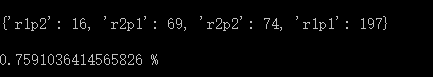 {'r1p2': 16, 'r2p1': 69, 'r2p2': 74, 'r1p1': 197}
0.7591036414565826 %